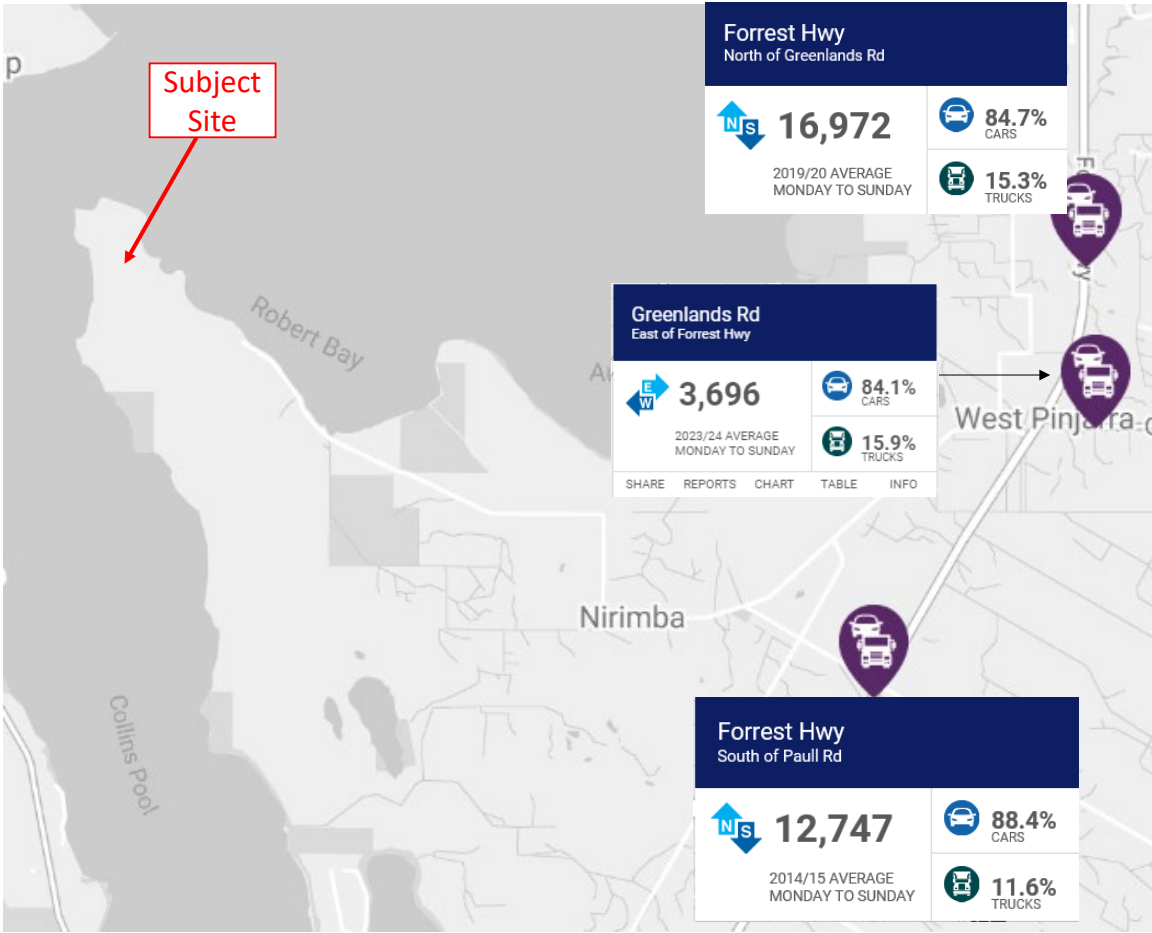 p
Subject
Site
Forrest Hwy
North of Greenlands Rd
N S
16,972
2019/20 AVERAGE
MONDAY TO SUNDAY
84.7%
CARS
15.3%
TRUCKS
Robert Bay
Greenlands Rd
East of Forrest Hwy
E
W
3,696
2023/24 AVERAGE
MONDAY TO SUNDAY
84.1%
CARS
15.9%
TRUCKS
SHARE REPORTS CHART TABLE INFO
West Pinjarra
Nirimba
Collins Pool
Forrest Hwy
South of Paull Rd
N S
12,747
2014/15 AVERAGE
MONDAY TO SUNDAY
88.4%
CARS
11.6%
TRUCKS